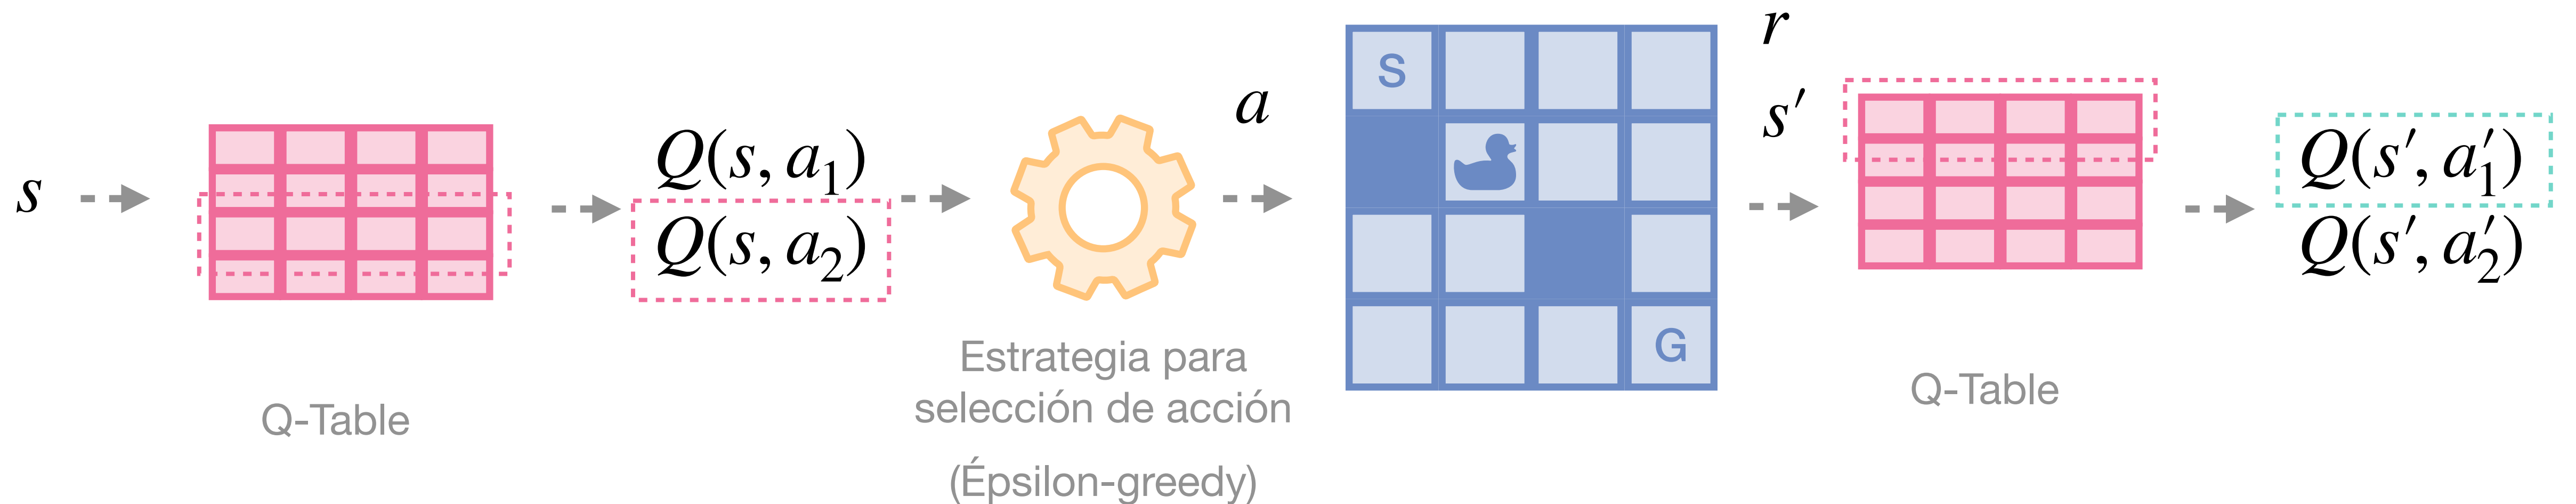 s
Q-Table
Q(s, a₁)
Q(s, a₂)
Estrategia para
selección de acción
(Épsilon-greedy)
a
S
G
r
s′
Q-Table
Q(s′, a′₁)
Q(s′, a′₂)